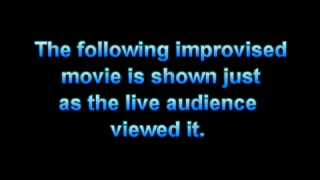 The following improvised
movie is shown just
as the live audience
viewed it.